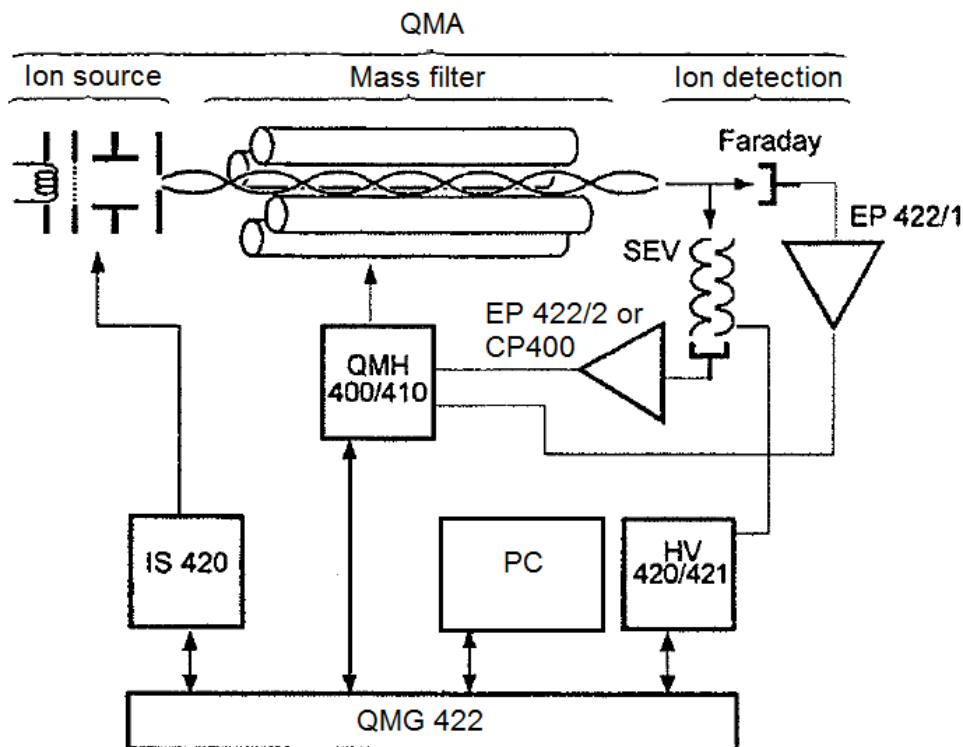 QMA
Ion source
Mass filter
Ion detection
Faraday
EP 422/1
SEV
EP 422/2 or
CP400
QMH
400/410
IS 420
PC
HV
420/421
QMG 422